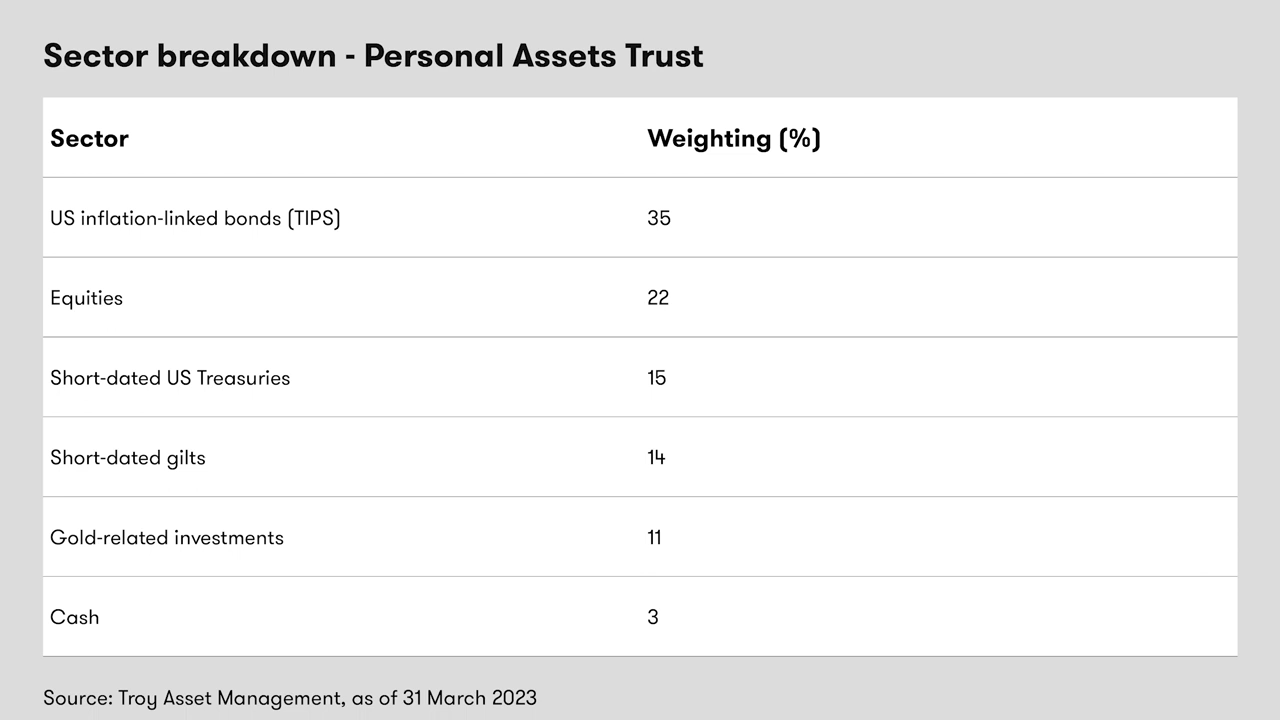 Sector breakdown - Personal Assets Trust
Sector Weighting (%)
US inflation-linked bonds (TIPS) 35
Equities 22
Short-dated US Treasuries 15
Short-dated gilts 14
Gold-related investments 11
Cash 3
Source: Troy Asset Management, as of 31 March 2023